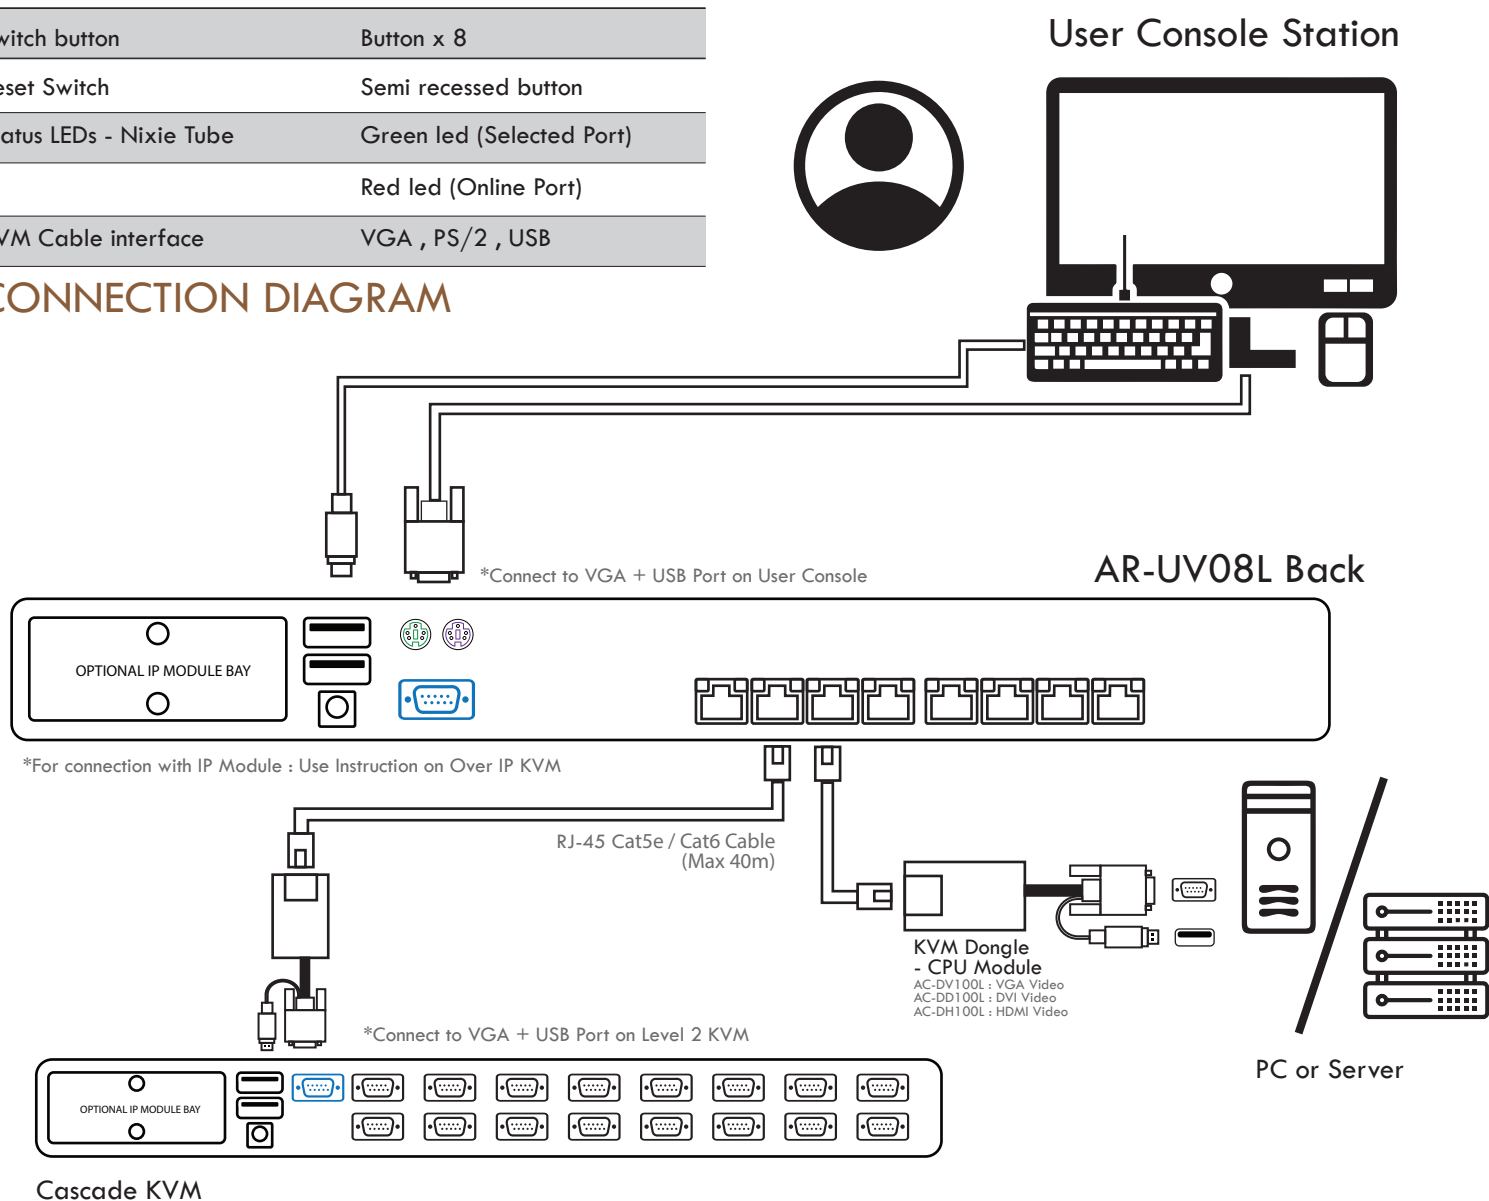 witch button Button x 8
eset Switch Semi recessed button
atus LEDs - Nixie Tube Green led (Selected Port)
Red led (Online Port)
VM Cable interface VGA , PS/2 , USB
CONNECTION DIAGRAM
User Console Station
*Connect to VGA + USB Port on User Console
AR-UV08L Back
OPTIONAL IP MODULE BAY
*For connection with IP Module : Use Instruction on Over IP KVM
RJ-45 Cat5e / Cat6 Cable
(Max 40m)
KVM Dongle
- CPU Module
AC-DV100L : VGA Video
AC-DD100L : DVI Video
AC-DH100L : HDMI Video
*Connect to VGA + USB Port on Level 2 KVM
PC or Server
OPTIONAL IP MODULE BAY
Cascade KVM